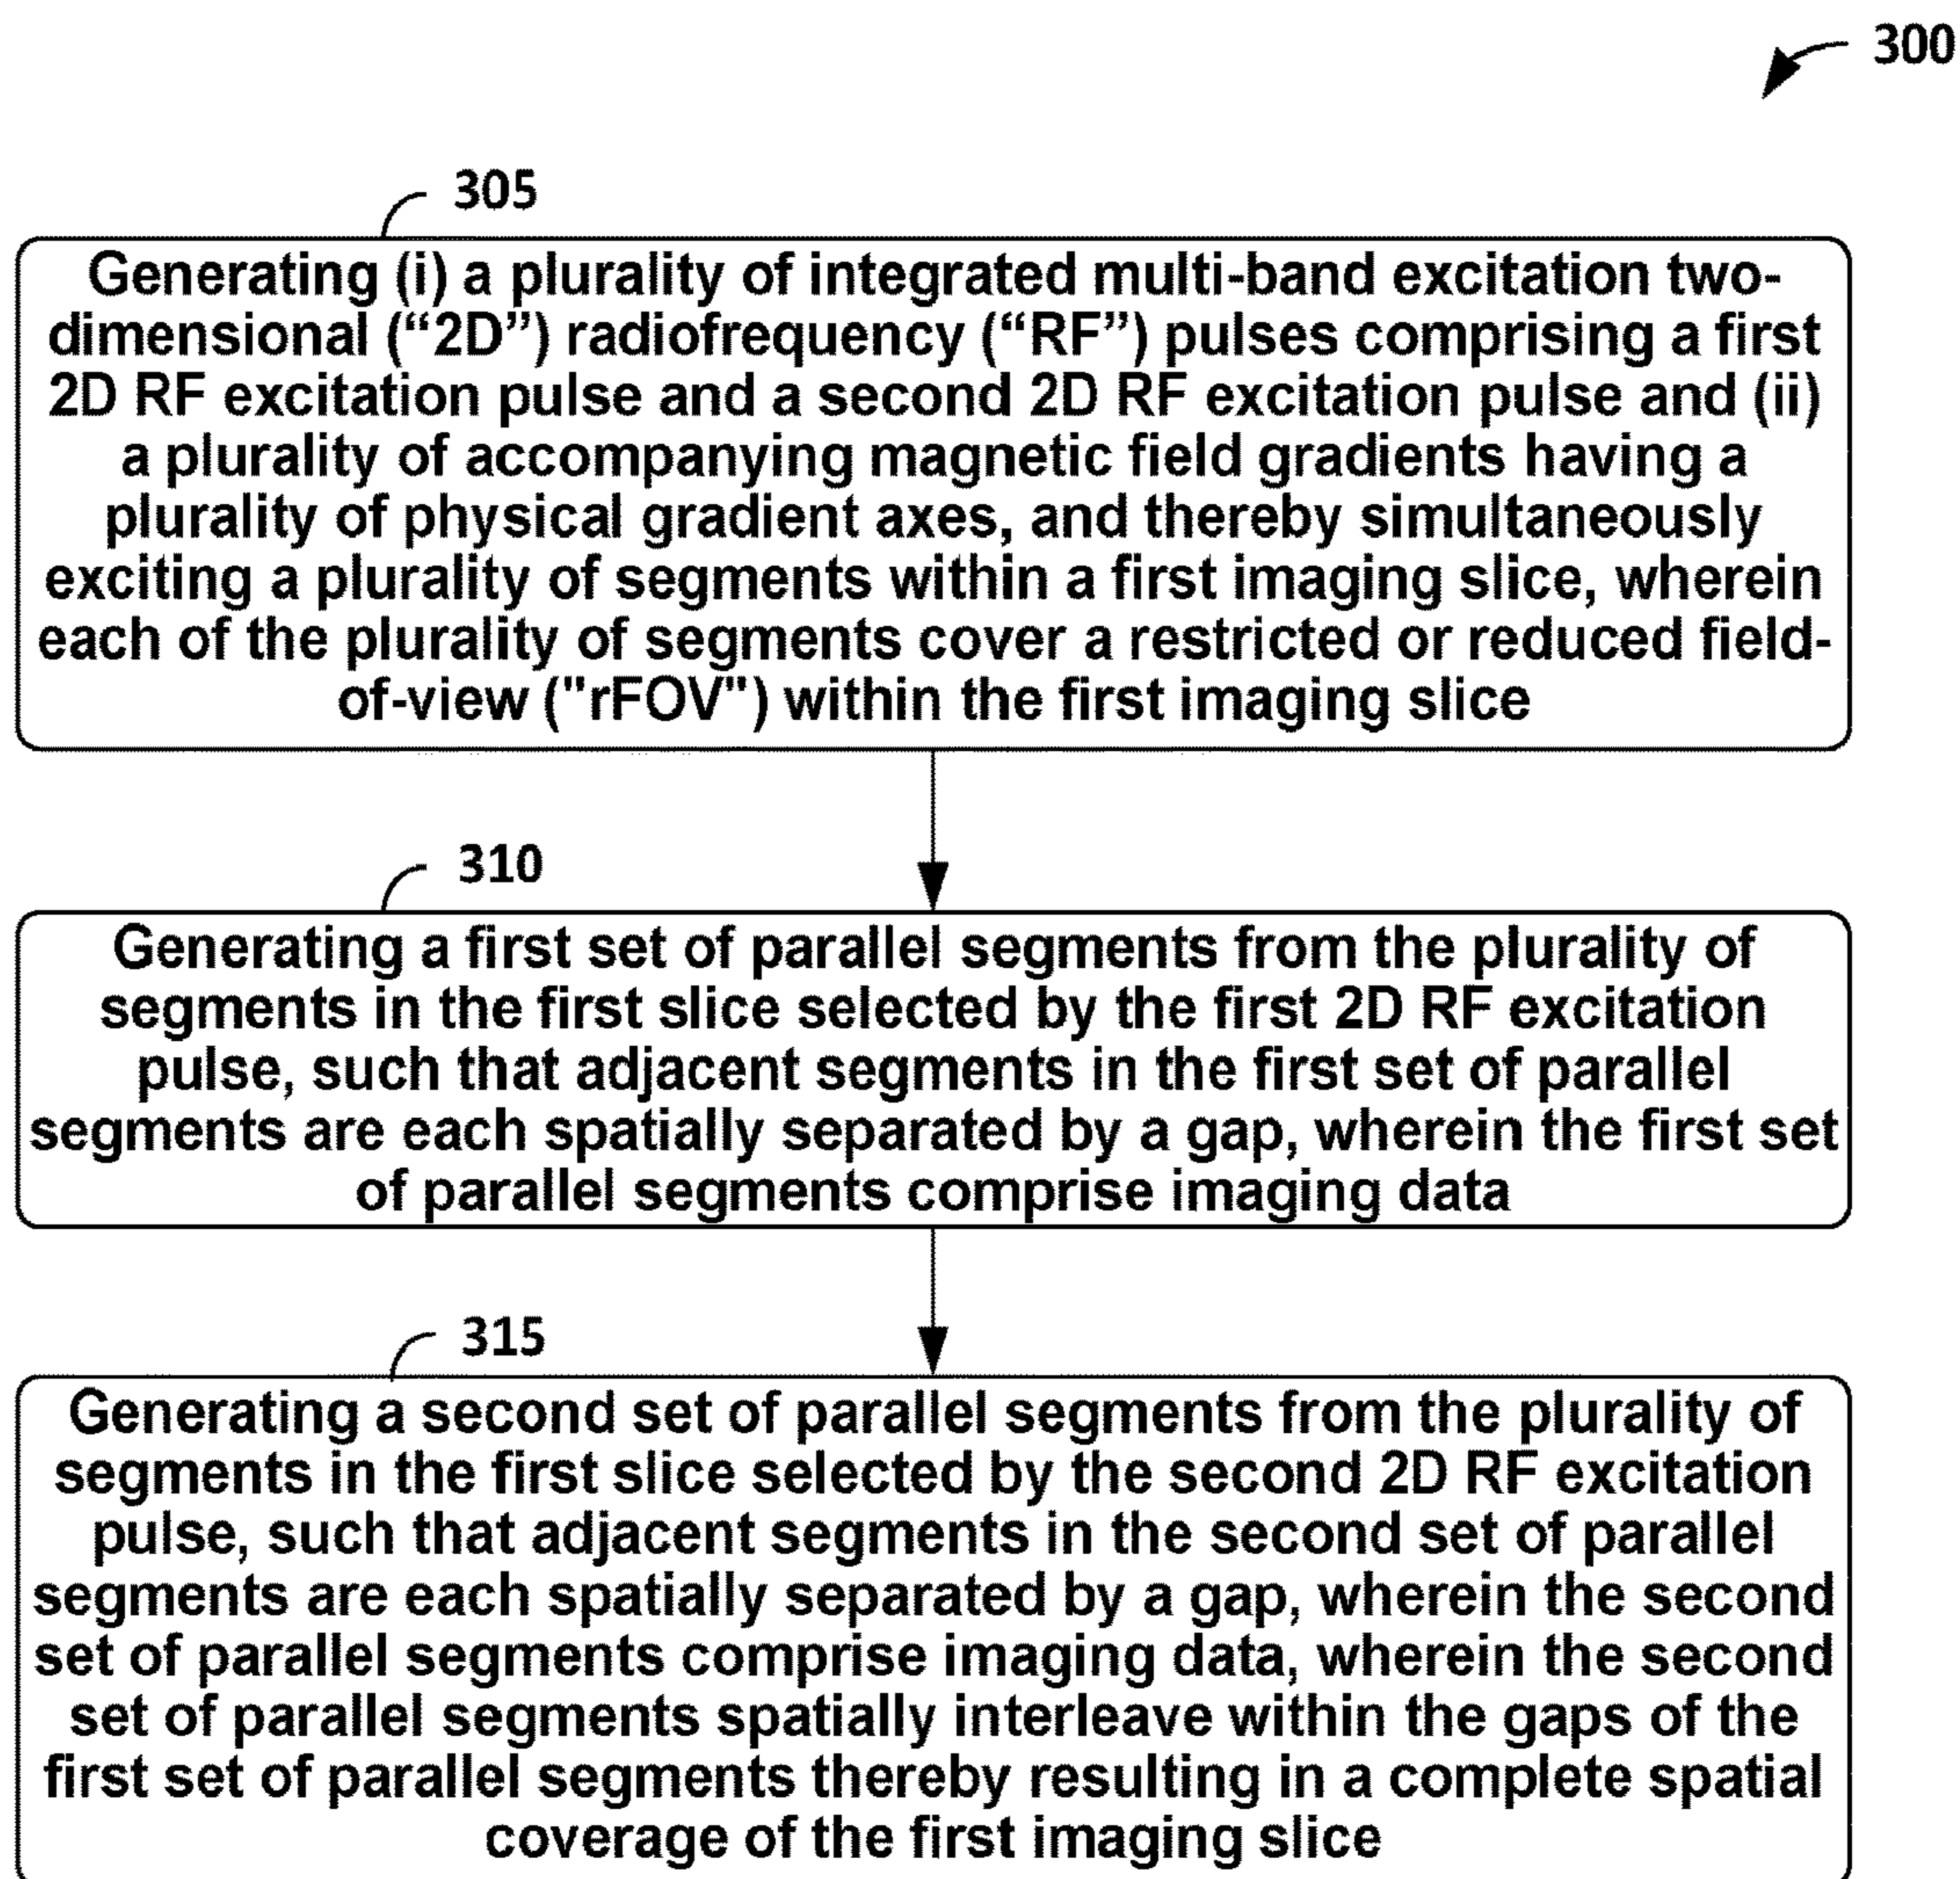 300
305
Generating (i) a plurality of integrated multi-band excitation two-
dimensional (“2D”) radiofrequency (“RF”) pulses comprising a first
2D RF excitation pulse and a second 2D RF excitation pulse and (ii)
a plurality of accompanying magnetic field gradients having a
plurality of physical gradient axes, and thereby simultaneously
exciting a plurality of segments within a first imaging slice, wherein
each of the plurality of segments cover a restricted or reduced field-
of-view ("rFOV") within the first imaging slice
310
Generating a first set of parallel segments from the plurality of
segments in the first slice selected by the first 2D RF excitation
pulse, such that adjacent segments in the first set of parallel
segments are each spatially separated by a gap, wherein the first set
of parallel segments comprise imaging data
315
Generating a second set of parallel segments from the plurality of
segments in the first slice selected by the second 2D RF excitation
pulse, such that adjacent segments in the second set of parallel
segments are each spatially separated by a gap, wherein the second
set of parallel segments comprise imaging data, wherein the second
set of parallel segments spatially interleave within the gaps of the
first set of parallel segments thereby resulting in a complete spatial
coverage of the first imaging slice